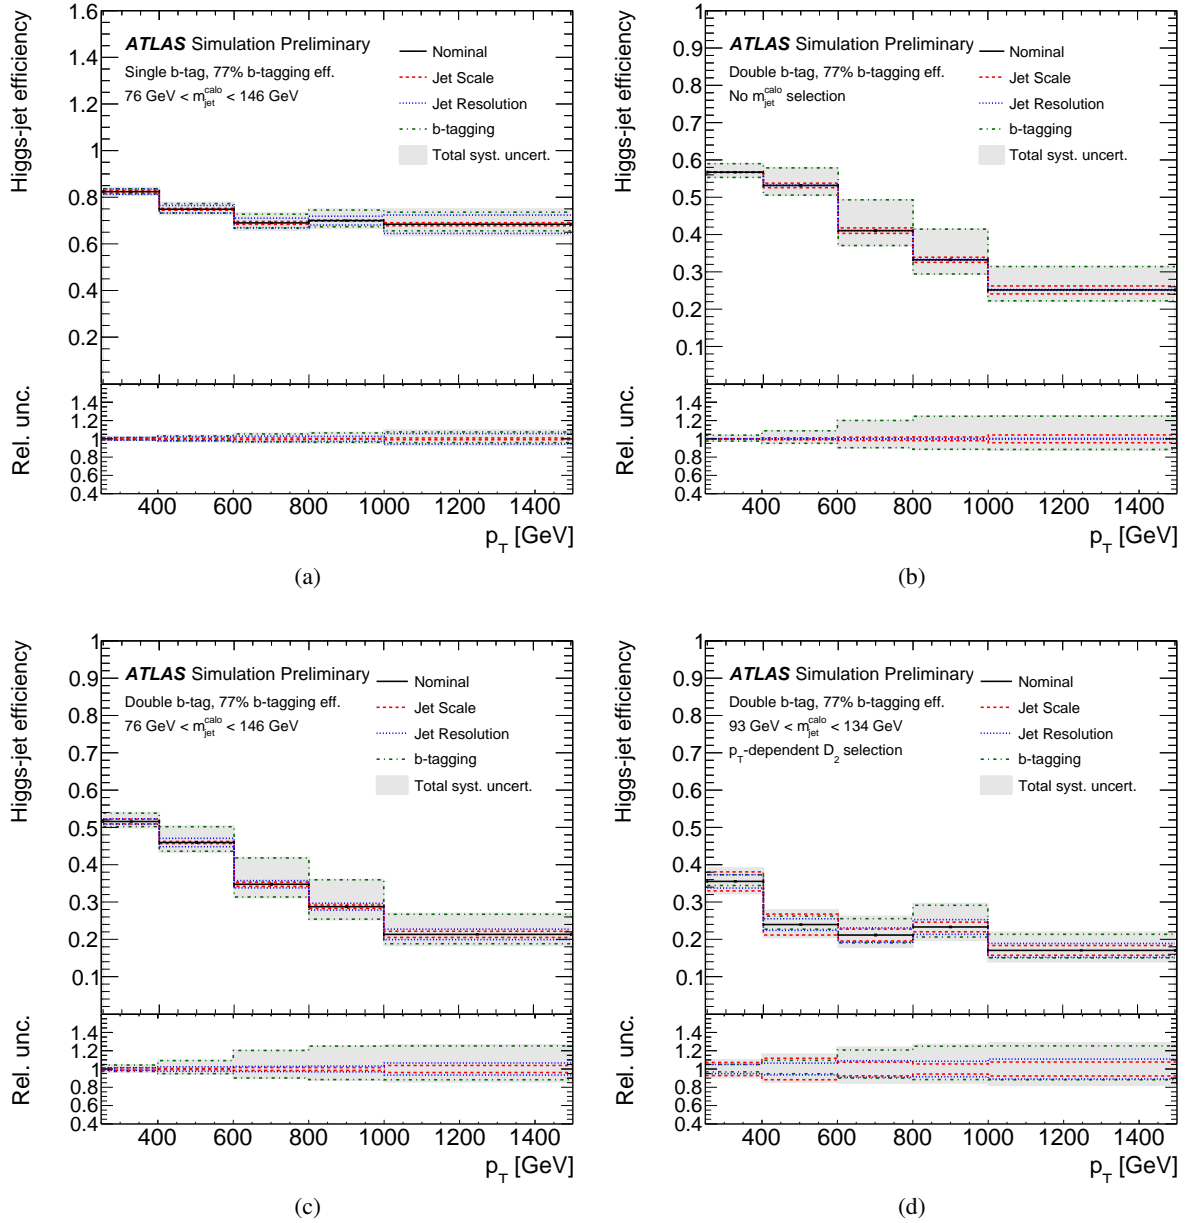 Higgs-jet efficiency
1.6
1.4
1.2
1
0.8
0.6
0.4
0.2
ATLAS Simulation Preliminary
Single b-tag, 77% b-tagging eff.
76 GeV < m_jet^calo < 146 GeV
Nominal
Jet Scale
Jet Resolution
b-tagging
Total syst. uncert.
Rel. unc.
1.4
1.2
1
0.8
0.6
0.4
400 600 800 1000 1200 1400
p_T [GeV]
(a)
Higgs-jet efficiency
1
0.9
0.8
0.7
0.6
0.5
0.4
0.3
0.2
0.1
ATLAS Simulation Preliminary
Double b-tag, 77% b-tagging eff.
No m_jet^calo selection
Nominal
Jet Scale
Jet Resolution
b-tagging
Total syst. uncert.
Rel. unc.
1.4
1.2
1
0.8
0.6
0.4
400 600 800 1000 1200 1400
p_T [GeV]
(b)
Higgs-jet efficiency
1
0.9
0.8
0.7
0.6
0.5
0.4
0.3
0.2
0.1
ATLAS Simulation Preliminary
Double b-tag, 77% b-tagging eff.
76 GeV < m_jet^calo < 146 GeV
Nominal
Jet Scale
Jet Resolution
b-tagging
Total syst. uncert.
Rel. unc.
1.4
1.2
1
0.8
0.6
0.4
400 600 800 1000 1200 1400
p_T [GeV]
(c)
Higgs-jet efficiency
1
0.9
0.8
0.7
0.6
0.5
0.4
0.3
0.2
0.1
ATLAS Simulation Preliminary
Double b-tag, 77% b-tagging eff.
93 GeV < m_jet^calo < 134 GeV
p_T-dependent D_2 selection
Nominal
Jet Scale
Jet Resolution
b-tagging
Total syst. uncert.
Rel. unc.
1.4
1.2
1
0.8
0.6
0.4
400 600 800 1000 1200 1400
p_T [GeV]
(d)